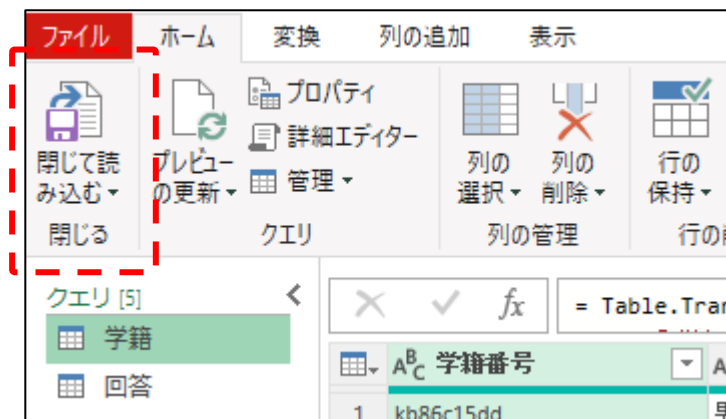 ファイル ホーム 変換 列の追加 表示
閉じて読み込む プレビューの更新 プロパティ 詳細エディター 管理 列の選択 列の削除 行の保持
閉じる クエリ 列の管理 行の
クエリ [5]
= Table.Tran
学籍
ABC 学籍番号
回答
1 kb86c15dd